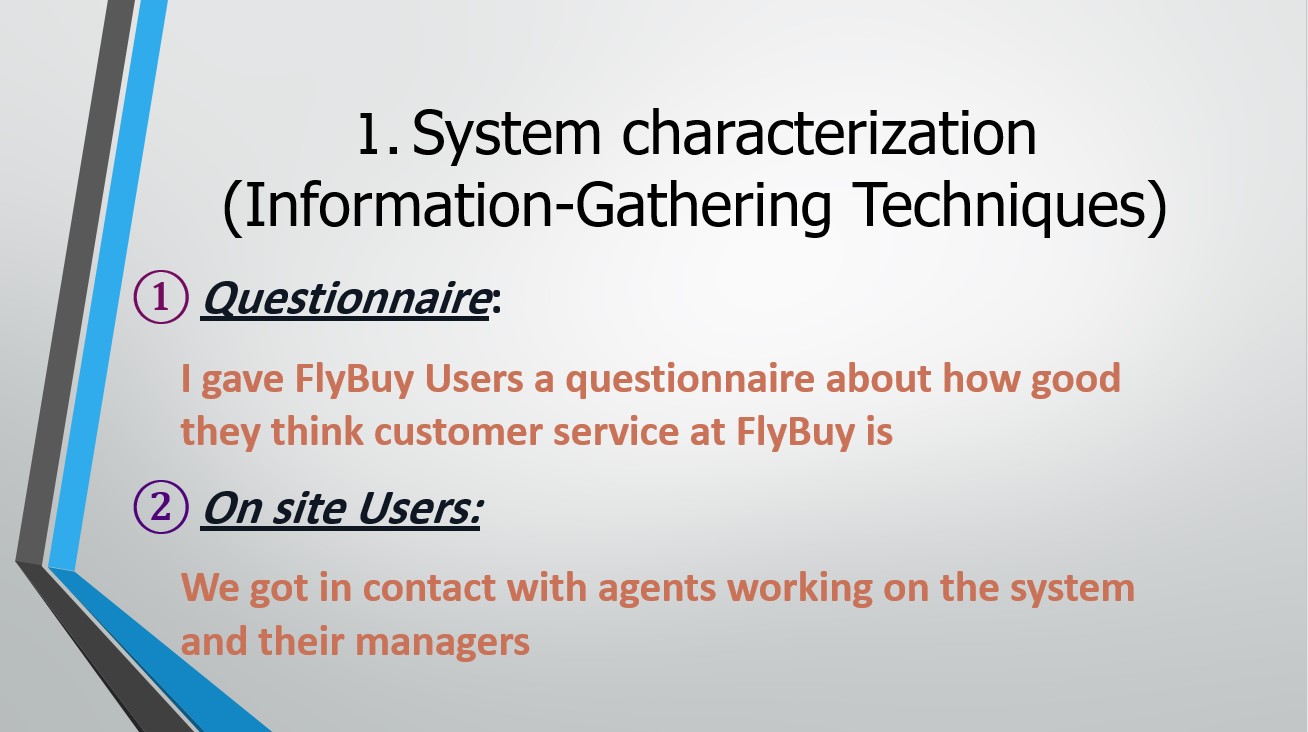 1. System characterization
(Information-Gathering Techniques)
① Questionnaire:
I gave FlyBuy Users a questionnaire about how good
they think customer service at FlyBuy is
② On site Users:
We got in contact with agents working on the system
and their managers